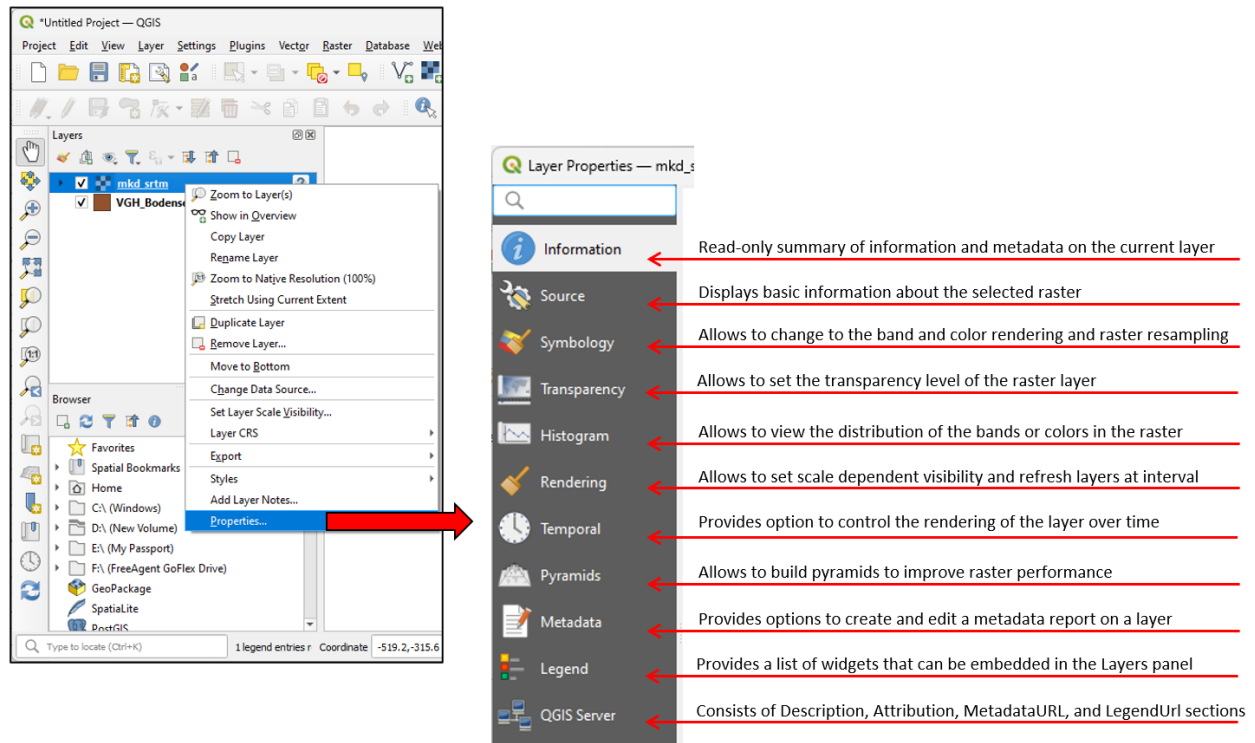 *Untitled Project — QGIS
Project Edit View Layer Settings Plugins Vector Raster Database Web
Layers
mkd_srtm
VGH_Bodens
Zoom to Layer(s)
Show in Overview
Copy Layer
Rename Layer
Zoom to Native Resolution (100%)
Stretch Using Current Extent
Duplicate Layer
Remove Layer...
Move to Bottom
Change Data Source...
Set Layer Scale Visibility...
Layer CRS
Export
Styles
Add Layer Notes...
Properties...
Browser
Favorites
Spatial Bookmarks
Home
C:\ (Windows)
D:\ (New Volume)
E:\ (My Passport)
F:\ (FreeAgent GoFlex Drive)
GeoPackage
SpatiaLite
PostGIS
Type to locate (Ctrl+K) 1 legend entries r Coordinate -519.2,-315.6
Layer Properties — mkd_s
Information Read-only summary of information and metadata on the current layer
Source Displays basic information about the selected raster
Symbology Allows to change to the band and color rendering and raster resampling
Transparency Allows to set the transparency level of the raster layer
Histogram Allows to view the distribution of the bands or colors in the raster
Rendering Allows to set scale dependent visibility and refresh layers at interval
Temporal Provides option to control the rendering of the layer over time
Pyramids Allows to build pyramids to improve raster performance
Metadata Provides options to create and edit a metadata report on a layer
Legend Provides a list of widgets that can be embedded in the Layers panel
QGIS Server Consists of Description, Attribution, MetadataURL, and LegendUrl sections